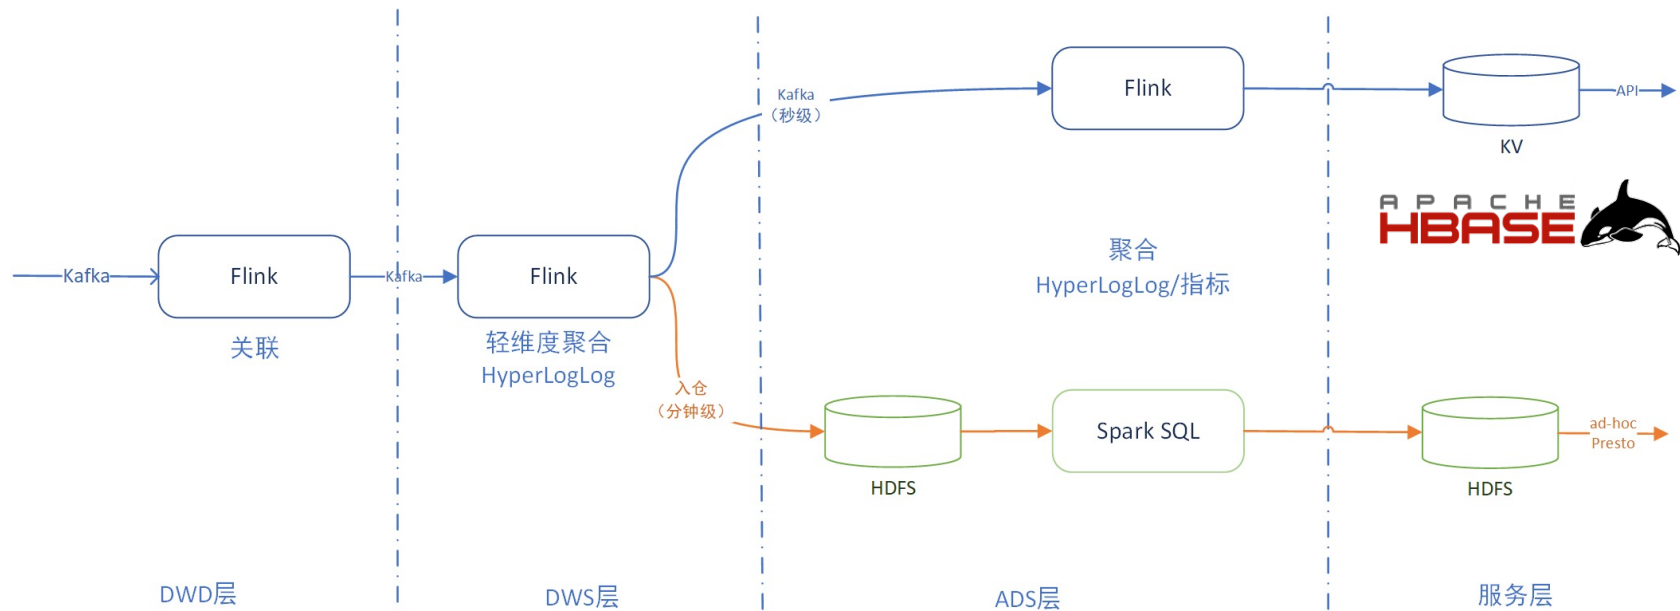 Kafka
Flink
关联
Kafka
Flink
轻维度聚合
HyperLogLog
Kafka
（秒级）
Flink
KV
API
APACHE
HBASE
聚合
HyperLogLog/指标
入仓
（分钟级）
HDFS
Spark SQL
HDFS
ad-hoc
Presto
DWD层
DWS层
ADS层
服务层